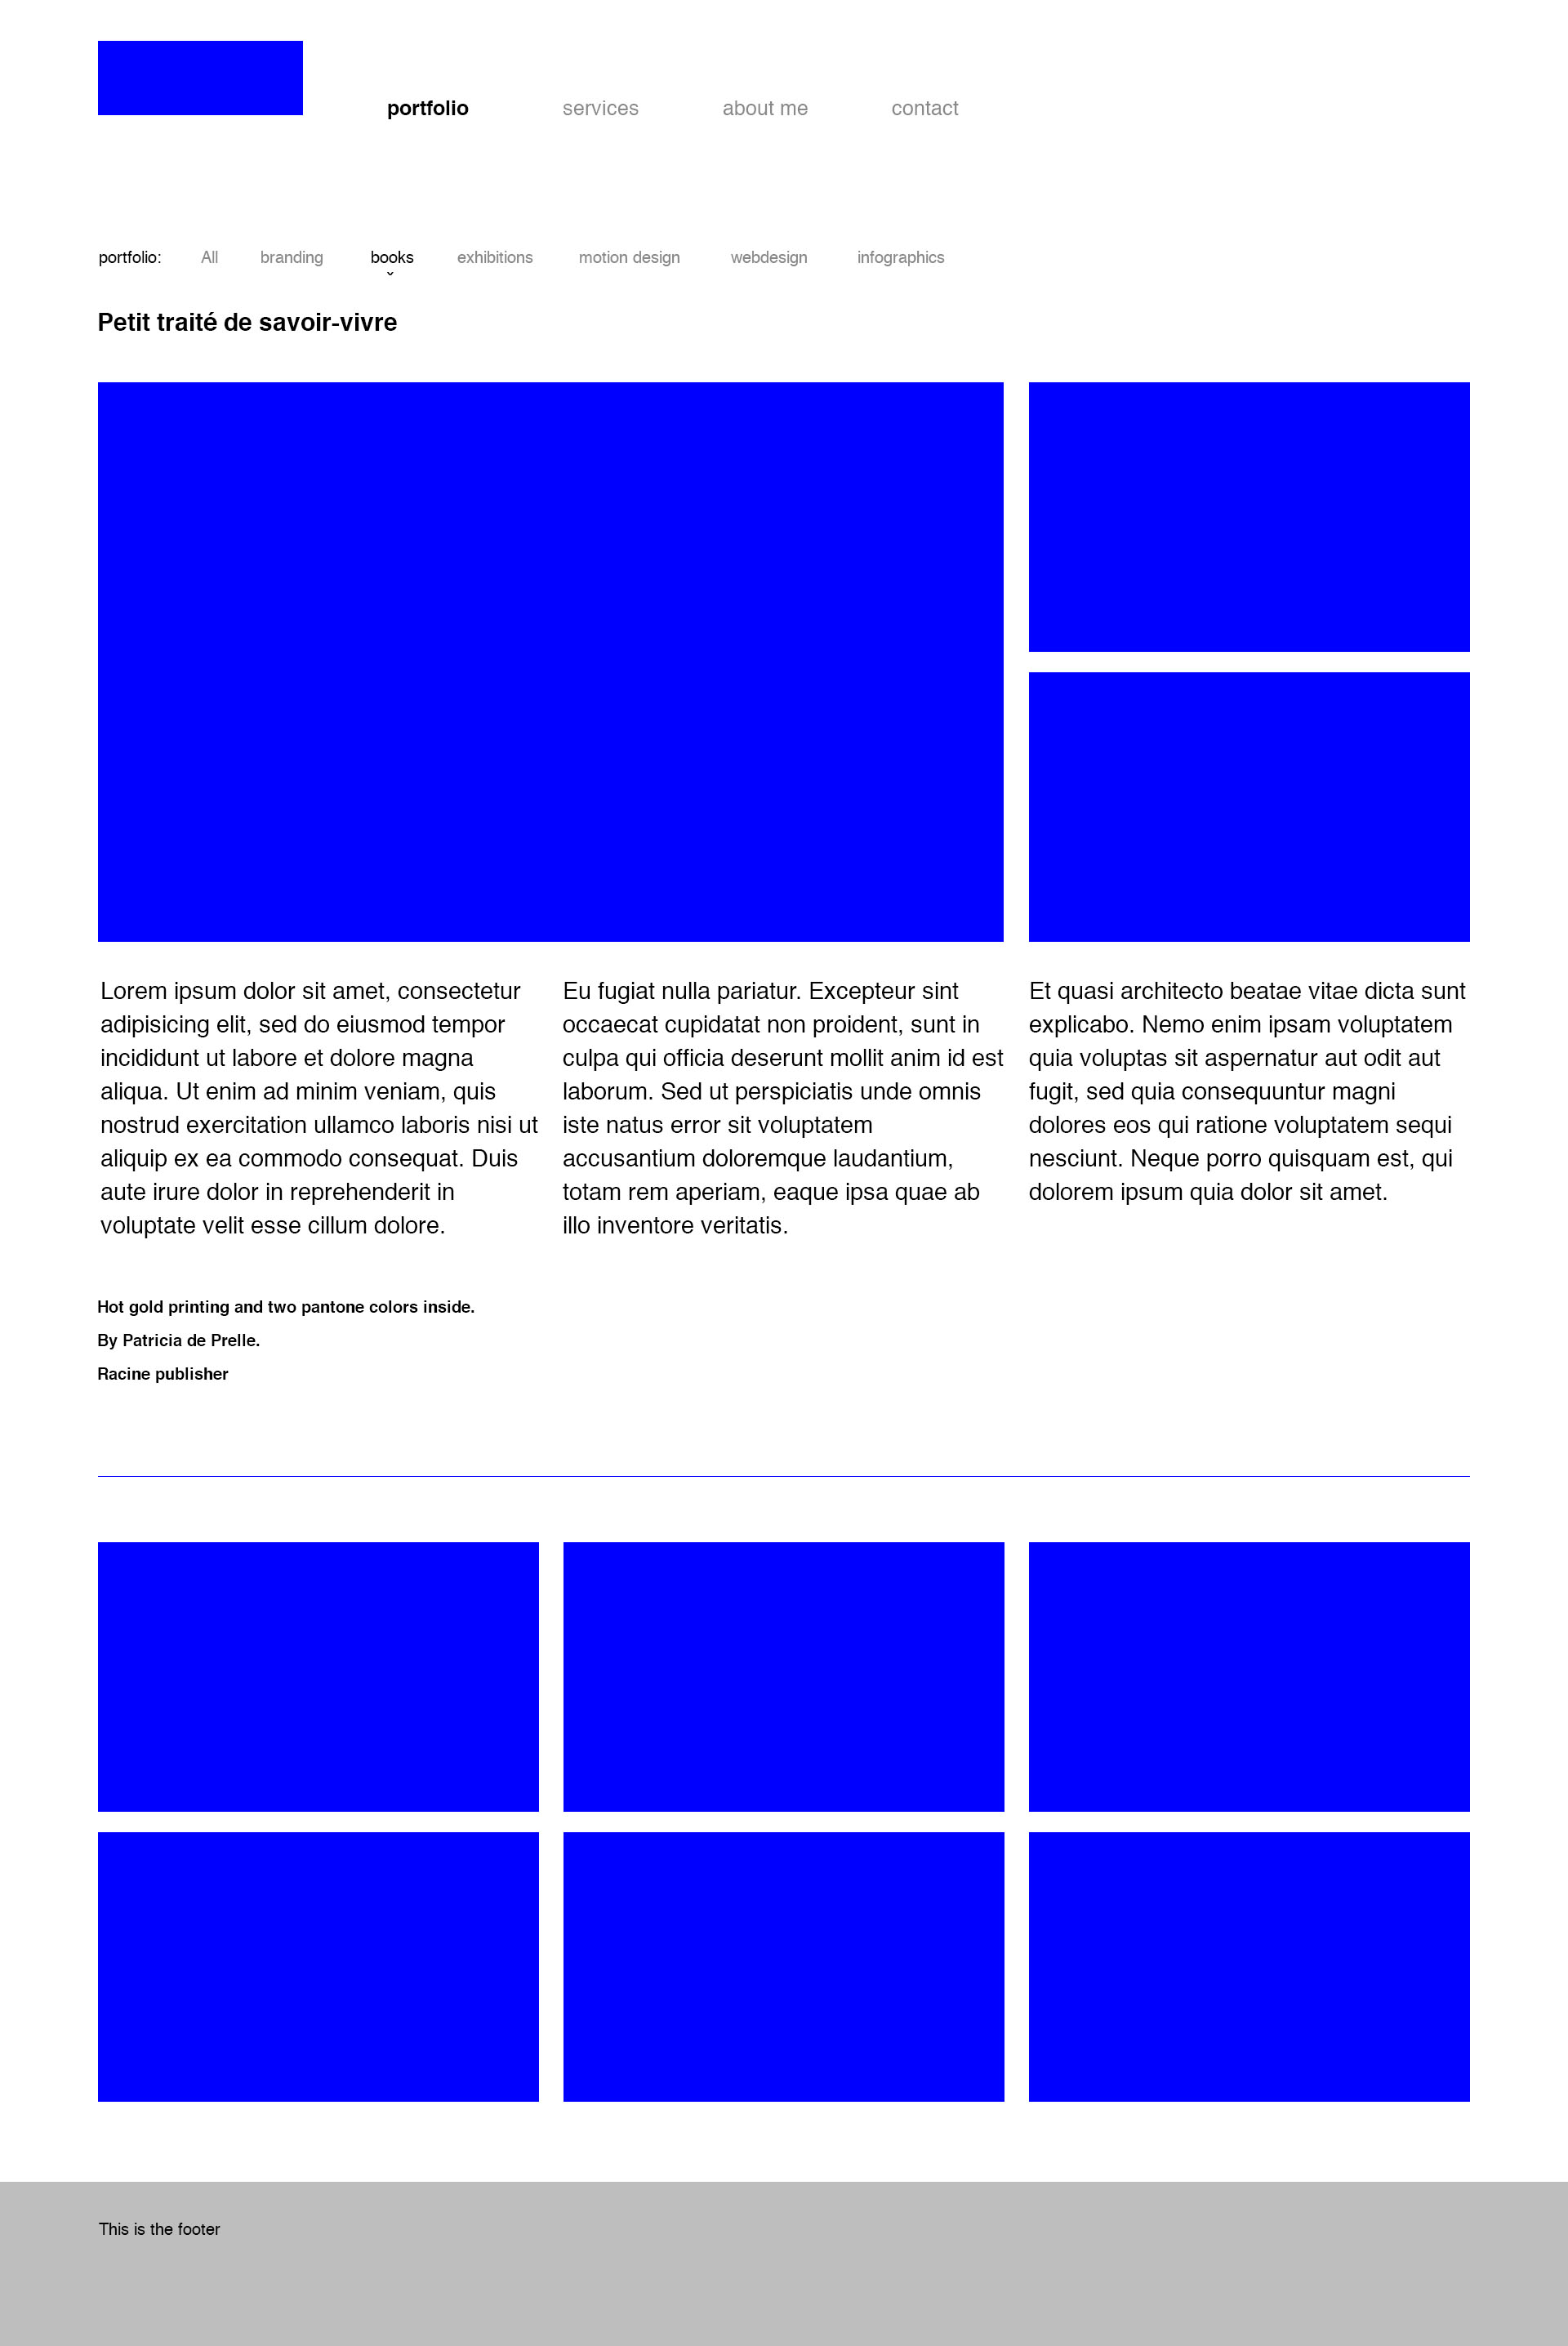 portfolio services about me contact
portfolio: All branding books exhibitions motion design webdesign infographics
Petit traité de savoir-vivre
Lorem ipsum dolor sit amet, consectetur
adipisicing elit, sed do eiusmod tempor
incididunt ut labore et dolore magna
aliqua. Ut enim ad minim veniam, quis
nostrud exercitation ullamco laboris nisi ut
aliquip ex ea commodo consequat. Duis
aute irure dolor in reprehenderit in
voluptate velit esse cillum dolore.
Eu fugiat nulla pariatur. Excepteur sint
occaecat cupidatat non proident, sunt in
culpa qui officia deserunt mollit anim id est
laborum. Sed ut perspiciatis unde omnis
iste natus error sit voluptatem
accusantium doloremque laudantium,
totam rem aperiam, eaque ipsa quae ab
illo inventore veritatis.
Et quasi architecto beatae vitae dicta sunt
explicabo. Nemo enim ipsam voluptatem
quia voluptas sit aspernatur aut odit aut
fugit, sed quia consequuntur magni
dolores eos qui ratione voluptatem sequi
nesciunt. Neque porro quisquam est, qui
dolorem ipsum quia dolor sit amet.
Hot gold printing and two pantone colors inside.
By Patricia de Prelle.
Racine publisher
This is the footer